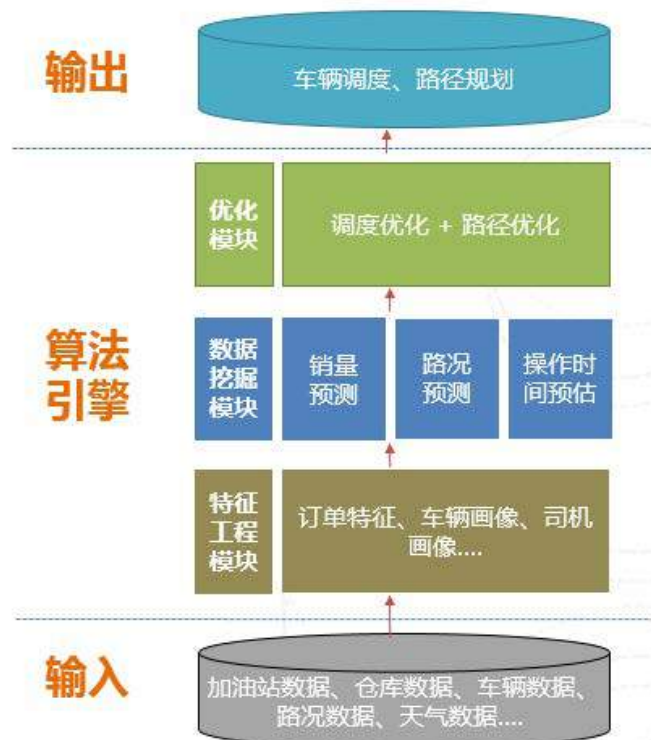 输出
车辆调度、路径规划
优化
模块
调度优化 + 路径优化
算法
引擎
数据
挖掘
模块
销量
预测
路况
预测
操作时
间预估
特征
工程
模块
订单特征、车辆画像、司机
画像....
输入
加油站数据、仓库数据、车辆数据、
路况数据、天气数据....